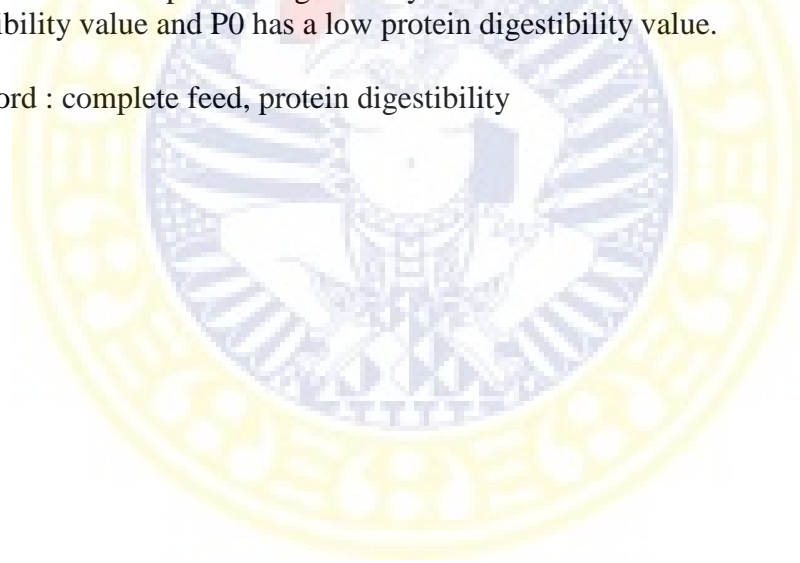 ibility value and P0 has a low protein digestibility value.
ord : complete feed, protein digestibility